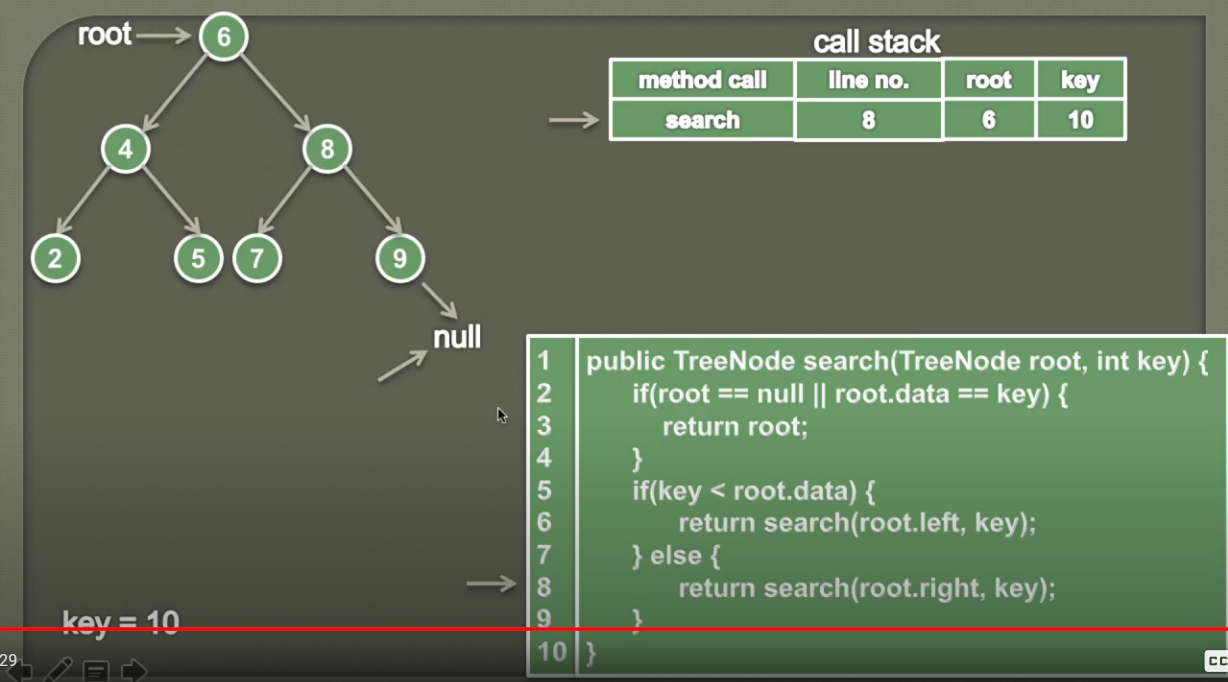 root
6
4
8
2
5
7
9
null
call stack
method call line no. root key
search 8 6 10
1 public TreeNode search(TreeNode root, int key) {
2 if(root == null || root.data == key) {
3 return root;
4 }
5 if(key < root.data) {
6 return search(root.left, key);
7 } else {
8 return search(root.right, key);
9 }
10 }
key = 10
29
CC